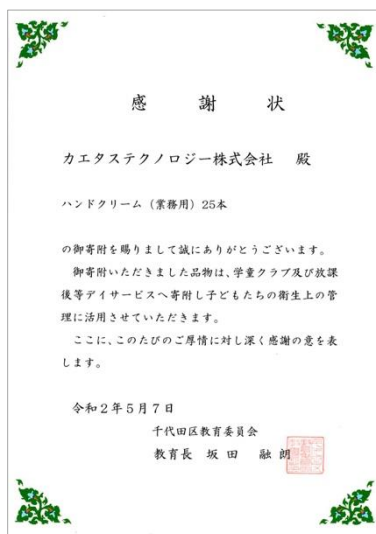 感謝状
カエタステクノロジー株式会社 殿
ハンドクリーム(業務用)25本
の御寄附を賜りまして誠にありがとうございます。
御寄附いただきました品物は、学童クラブ及び放課
後等デイサービスへ寄附し子どもたちの衛生上の管
理に活用させていただきます。
ここに、このたびのご厚情に対し深く感謝の意を表
します。
令和2年5月7日
千代田区教育委員会
教育長 坂田 融朗